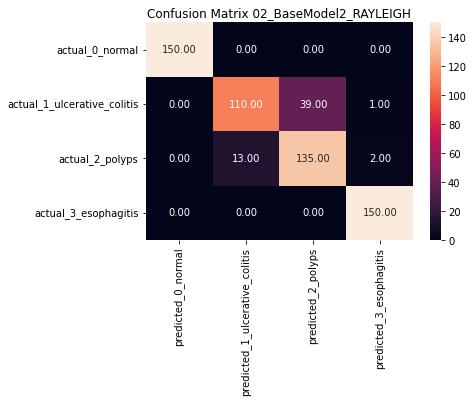 Confusion Matrix 02_BaseModel2_RAYLEIGH
actual_0_normal 150.00 0.00 0.00 0.00
actual_1_ulcerative_colitis 0.00 110.00 39.00 1.00
actual_2_polyps 0.00 13.00 135.00 2.00
actual_3_esophagitis 0.00 0.00 0.00 150.00
predicted_0_normal
predicted_1_ulcerative_colitis
predicted_2_polyps
predicted_3_esophagitis
140
120
100
80
60
40
20
0